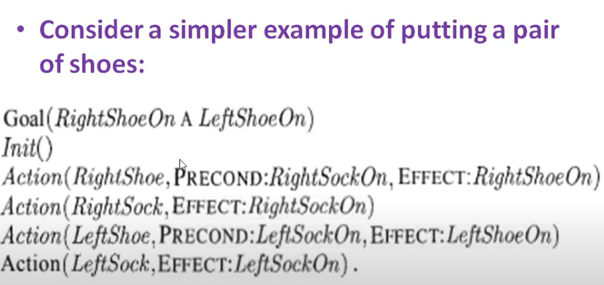 • Consider a simpler example of putting a pair
of shoes:
Goal(RightShoeOn A LeftShoeOn)
Init()
Action(RightShoe, PRECOND:RightSockOn, EFFECT:RightShoeOn)
Action(RightSock, EFFECT:RightSockOn)
Action(LeftShoe, PRECOND:LeftSockOn, EFFECT:LeftShoeOn)
Action(LeftSock, EFFECT:LeftSockOn) .